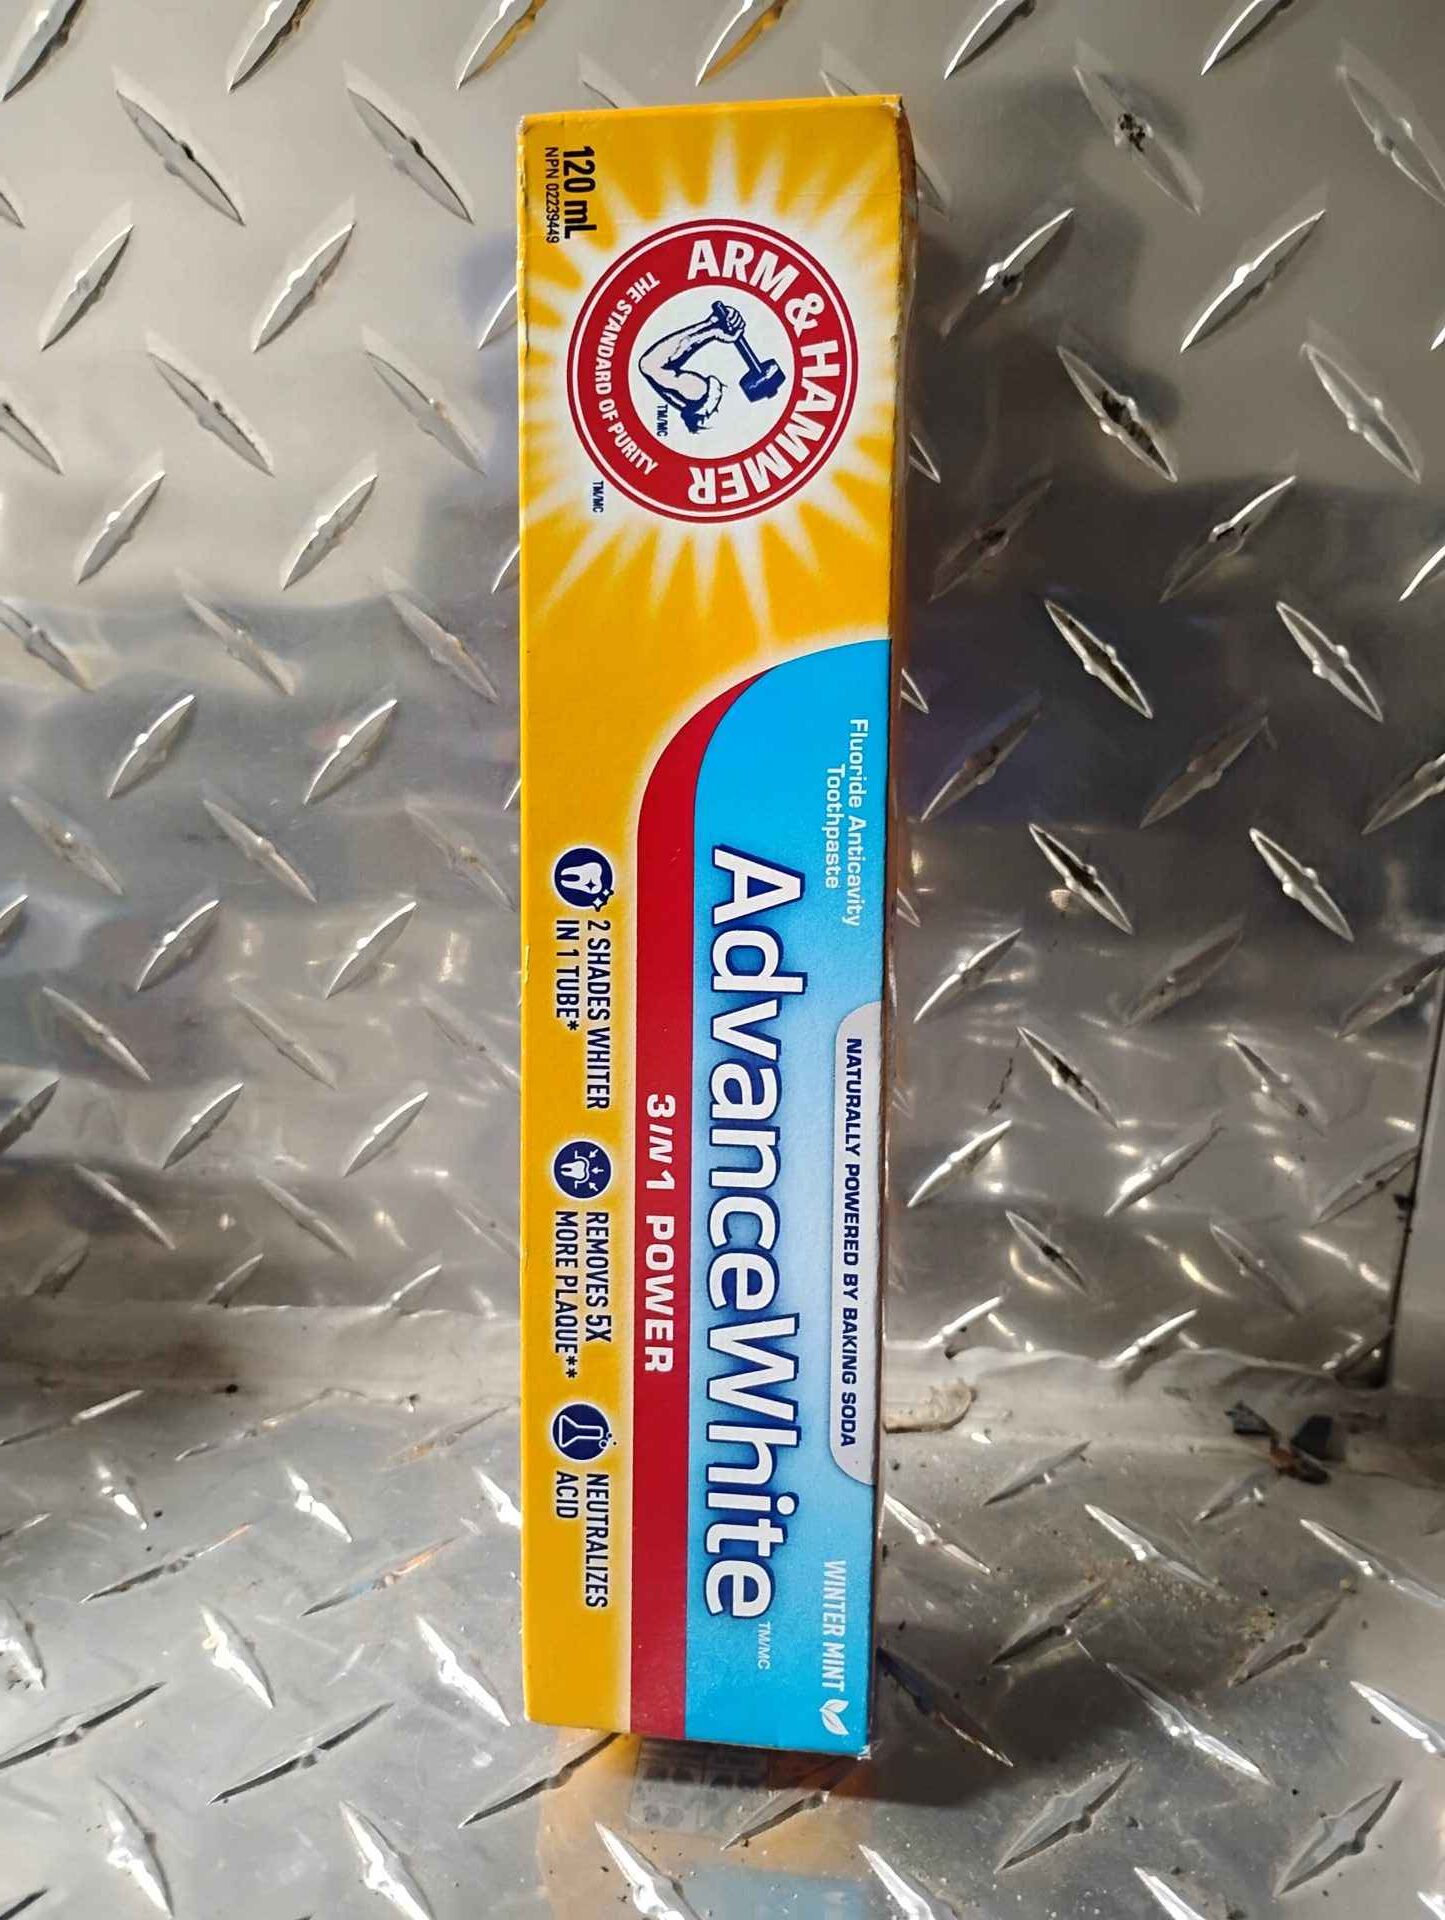 120 mL
NPN 02239449
ARM & HAMMER
THE STANDARD OF PURITY
TM/MC
TM/MC
Fluoride Anticavity
Toothpaste
NATURALLY POWERED BY BAKING SODA
WINTER MINT
AdvanceWhite TM/MC
3 IN 1 POWER
2 SHADES WHITER
IN 1 TUBE*
REMOVES 5X
MORE PLAQUE**
NEUTRALIZES
ACID